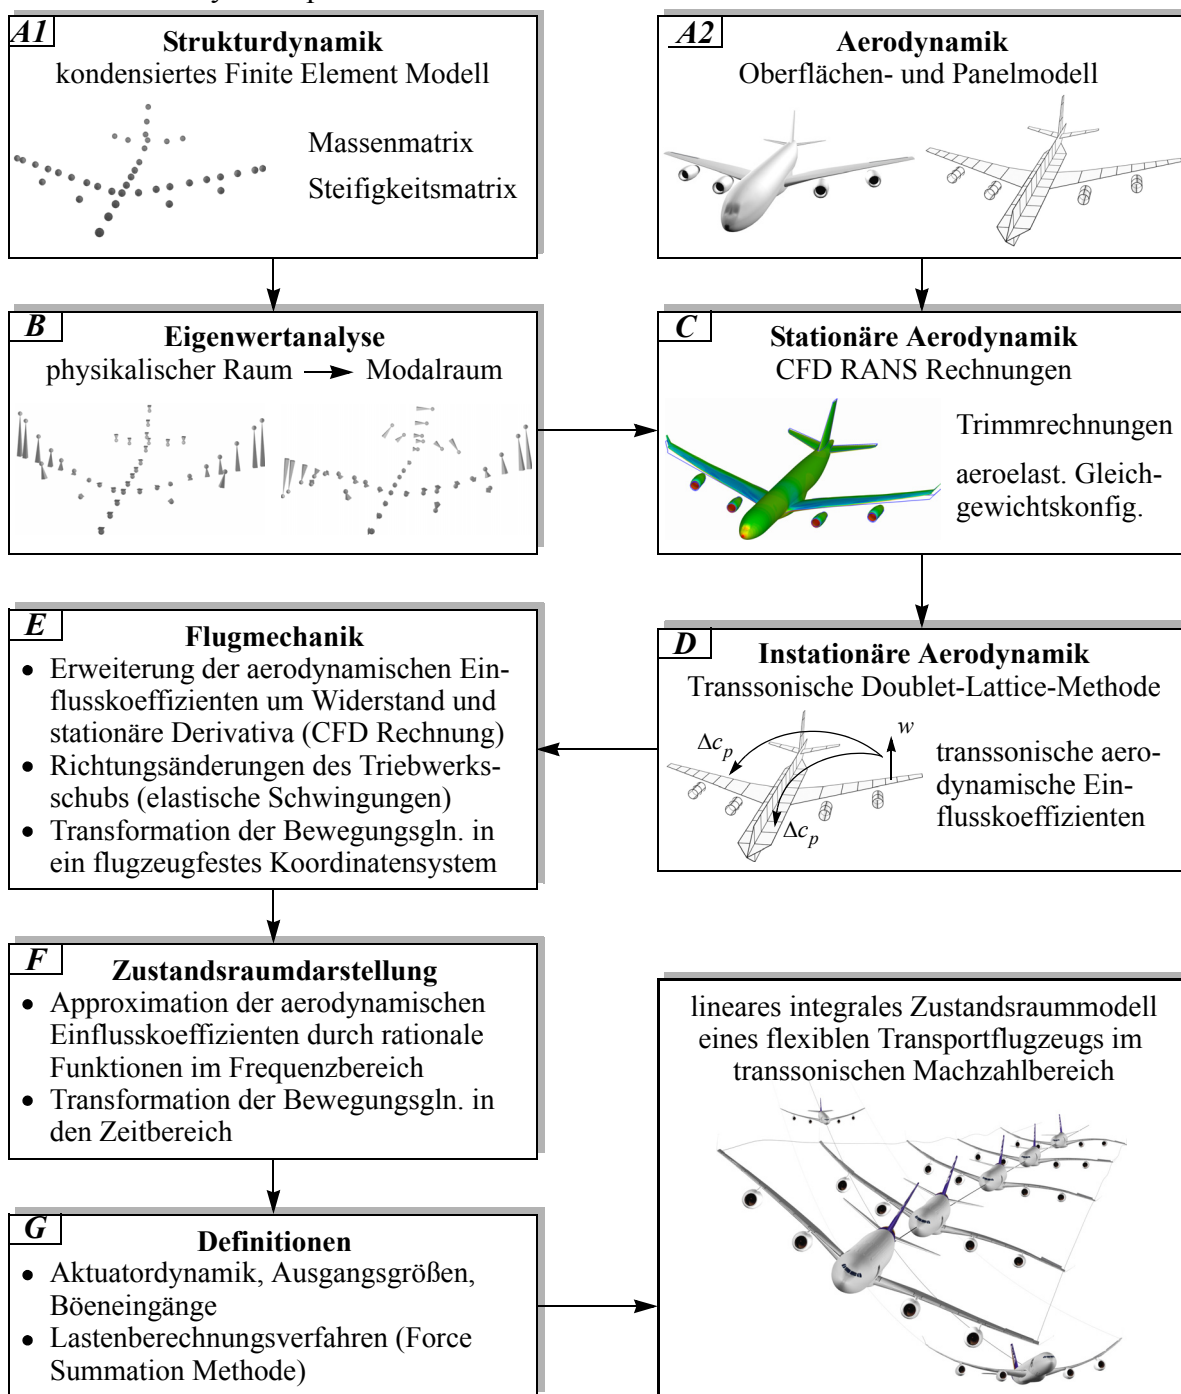 A1
Strukturdynamik
kondensiertes Finite Element Modell
Massenmatrix
Steifigkeitsmatrix
A2
Aerodynamik
Oberflächen- und Panelmodell
B
Eigenwertanalyse
physikalischer Raum
Modalraum
C
Stationäre Aerodynamik
CFD RANS Rechnungen
Trimmrechnungen
aeroelast. Gleich-
gewichtskonfig.
D
Instationäre Aerodynamik
Transsonische Doublet-Lattice-Methode
Δcp
w
Δcp
transsonische aero-
dynamische Ein-
flusskoeffizienten
E
Flugmechanik
• Erweiterung der aerodynamischen Ein-
flusskoeffizienten um Widerstand und
stationäre Derivativa (CFD Rechnung)
• Richtungsänderungen des Triebwerks-
schubs (elastische Schwingungen)
• Transformation der Bewegungsgln. in
ein flugzeugfestes Koordinatensystem
F
Zustandsraumdarstellung
• Approximation der aerodynamischen
Einflusskoeffizienten durch rationale
Funktionen im Frequenzbereich
• Transformation der Bewegungsgln. in
den Zeitbereich
G
Definitionen
• Aktuatordynamik, Ausgangsgrößen,
Böeneingänge
• Lastenberechnungsverfahren (Force
Summation Methode)
lineares integrales Zustandsraummodell
eines flexiblen Transportflugzeugs im
transsonischen Machzahlbereich